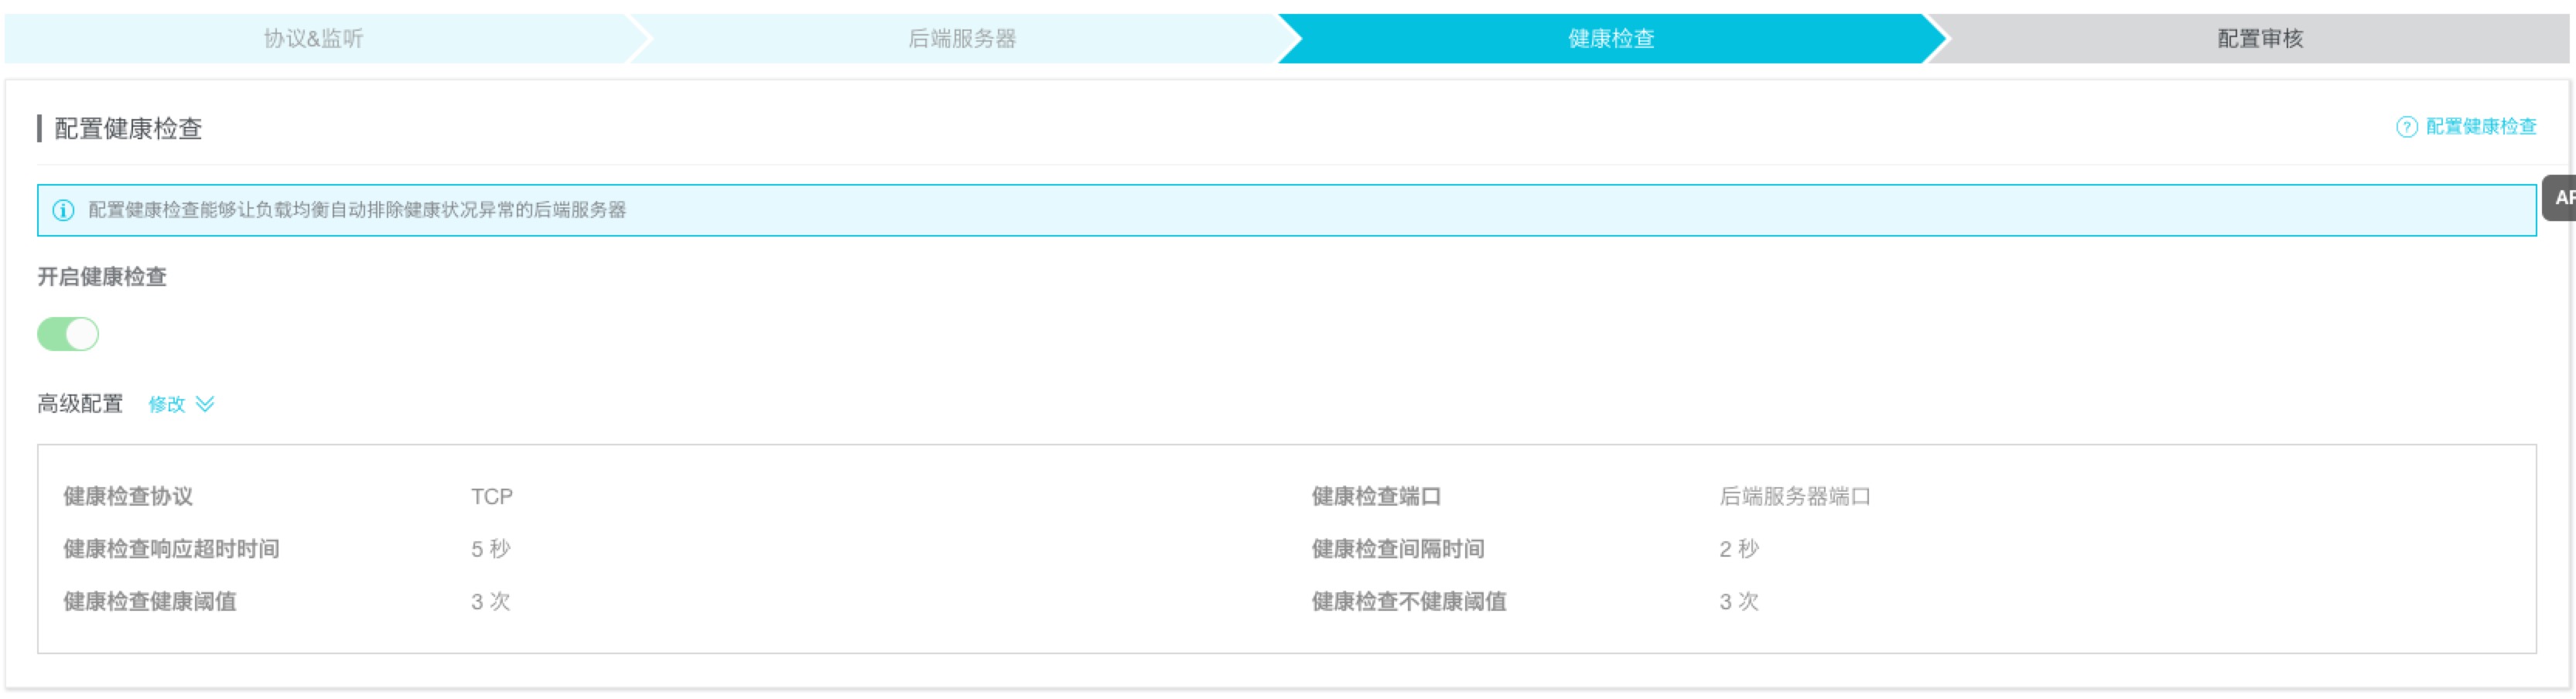 协议&监听 后端服务器 健康检查 配置审核
配置健康检查 ? 配置健康检查
配置健康检查能够让负载均衡自动排除健康状况异常的后端服务器
开启健康检查
高级配置 修改
健康检查协议 TCP 健康检查端口 后端服务器端口
健康检查响应超时时间 5 秒 健康检查间隔时间 2 秒
健康检查健康阈值 3 次 健康检查不健康阈值 3 次